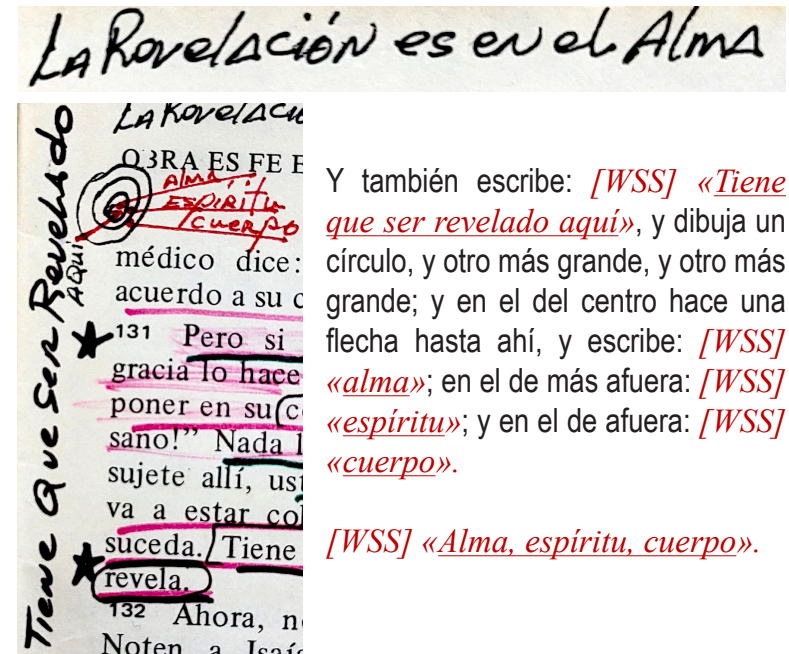 La Revelación es en el Alma
La Revelació
OBRA ES FE E
Alma
ESPIRITU
CUERPO
Tiene Que Ser Revelado
AQUI
médico dice:
acuerdo a su c
131 Pero si
gracia lo hace
poner en su c
sano!” Nada l
sujete allí, ust
va a estar col
suceda. Tiene
revela.
132 Ahora, n
Noten a Isaí
Y también escribe: [WSS] «Tiene
que ser revelado aquí», y dibuja un
círculo, y otro más grande, y otro más
grande; y en el del centro hace una
flecha hasta ahí, y escribe: [WSS]
«alma»; en el de más afuera: [WSS]
«espíritu»; y en el de afuera: [WSS]
«cuerpo».
[WSS] «Alma, espíritu, cuerpo».